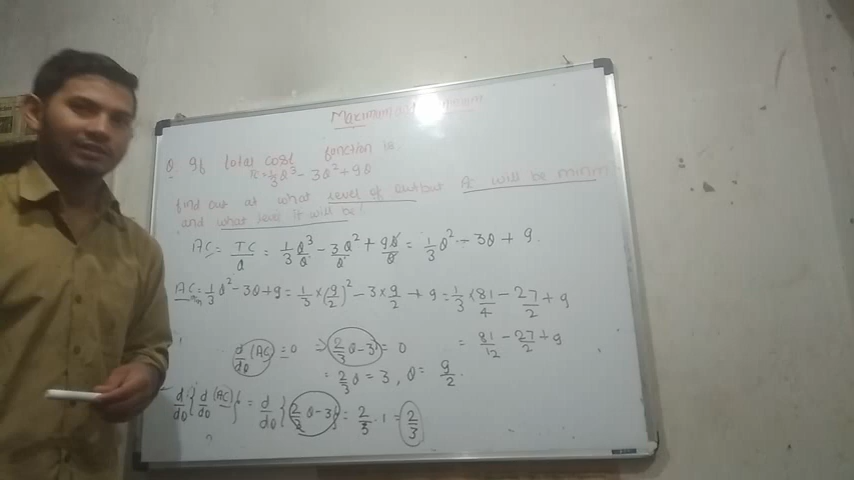 Maximum
Q. If total cost fonction is
= 1/3 Q³ - 3Q² + 9Q
find out at what level of outbut AC will be minim
and what level it will be!
AC = TC/Q = 1/3 Q³/Q - 3Q²/Q + 9Q/Q = 1/3 Q² - 3Q + 9.
ACmin = 1/3 Q² - 3Q + 9 = 1/3 × (9/2)² - 3 × 9/2 + 9 = 1/3 × 81/4 - 27/2 + 9
= 81/12 - 27/2 + 9
d/dQ (AC) = 0 ⇒ 2/3 Q - 3 = 0
= 2/3 Q = 3, Q = 9/2.
d/dQ { d/dQ (AC) } = d/dQ { 2/3 Q - 3 } = 2/3 · 1 = 2/3